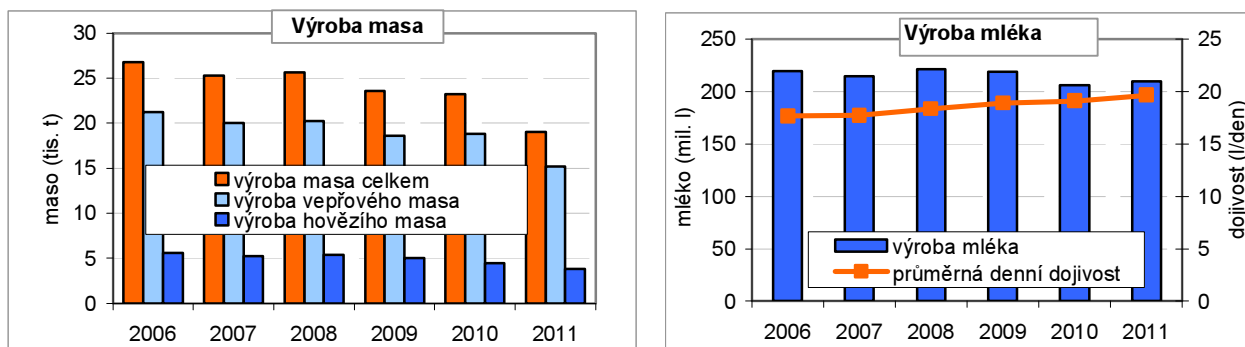 Výroba masa
30
25
20
15
10
5
0
maso (tis. t)
výroba masa celkem
výroba vepřového masa
výroba hovězího masa
2006 2007 2008 2009 2010 2011
Výroba mléka
250
200
150
100
50
0
mléko (mil. l)
25
20
15
10
5
0
dojivost (l/den)
výroba mléka
průměrná denní dojivost
2006 2007 2008 2009 2010 2011